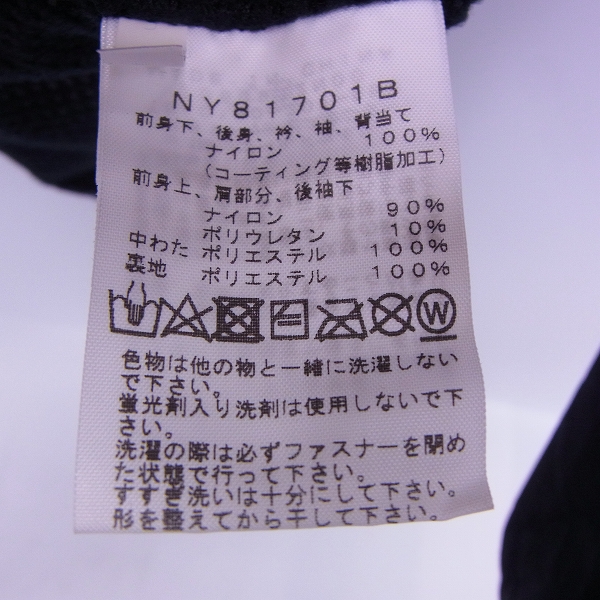 NY81701B
前身下、後身、衿、袖、背当て
ナイロン 100%
(コーティング等樹脂加工)
前身上、肩部分、後袖下
ナイロン 90%
ポリウレタン 10%
中わた ポリエステル 100%
裏地 ポリエステル 100%
W
色物は他の物と一緒に洗濯しない
で下さい。
蛍光剤入り洗剤は使用しないで下
さい。
洗濯の際は必ずファスナーを閉め
た状態で行って下さい。
すすぎ洗いは十分にして下さい。
形を整えてから干して下さい。